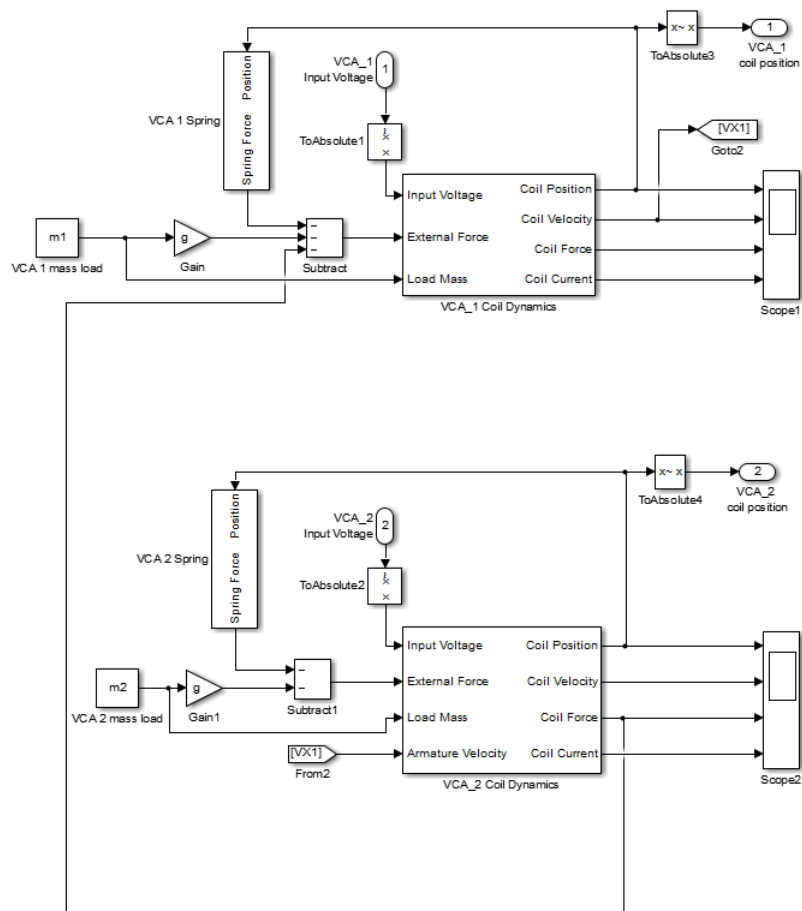 1
VCA_1
coil position
x~ x
ToAbsolute3
VCA_1
Input Voltage
1
Position
Spring Force
VCA 1 Spring
ToAbsolute1
x~ x
[VX1]
Goto2
Input Voltage
External Force
Load Mass
Coil Position
Coil Velocity
Coil Force
Coil Current
VCA_1 Coil Dynamics
m1
VCA 1 mass load
g
Gain
Subtract
Scope1
x~ x
ToAbsolute4
2
VCA_2
coil position
VCA_2
Input Voltage
2
Position
Spring Force
VCA 2 Spring
ToAbsolute2
x~ x
Input Voltage
External Force
Load Mass
Armature Velocity
Coil Position
Coil Velocity
Coil Force
Coil Current
VCA_2 Coil Dynamics
m2
VCA 2 mass load
g
Gain1
Subtract1
[VX1]
From2
Scope2